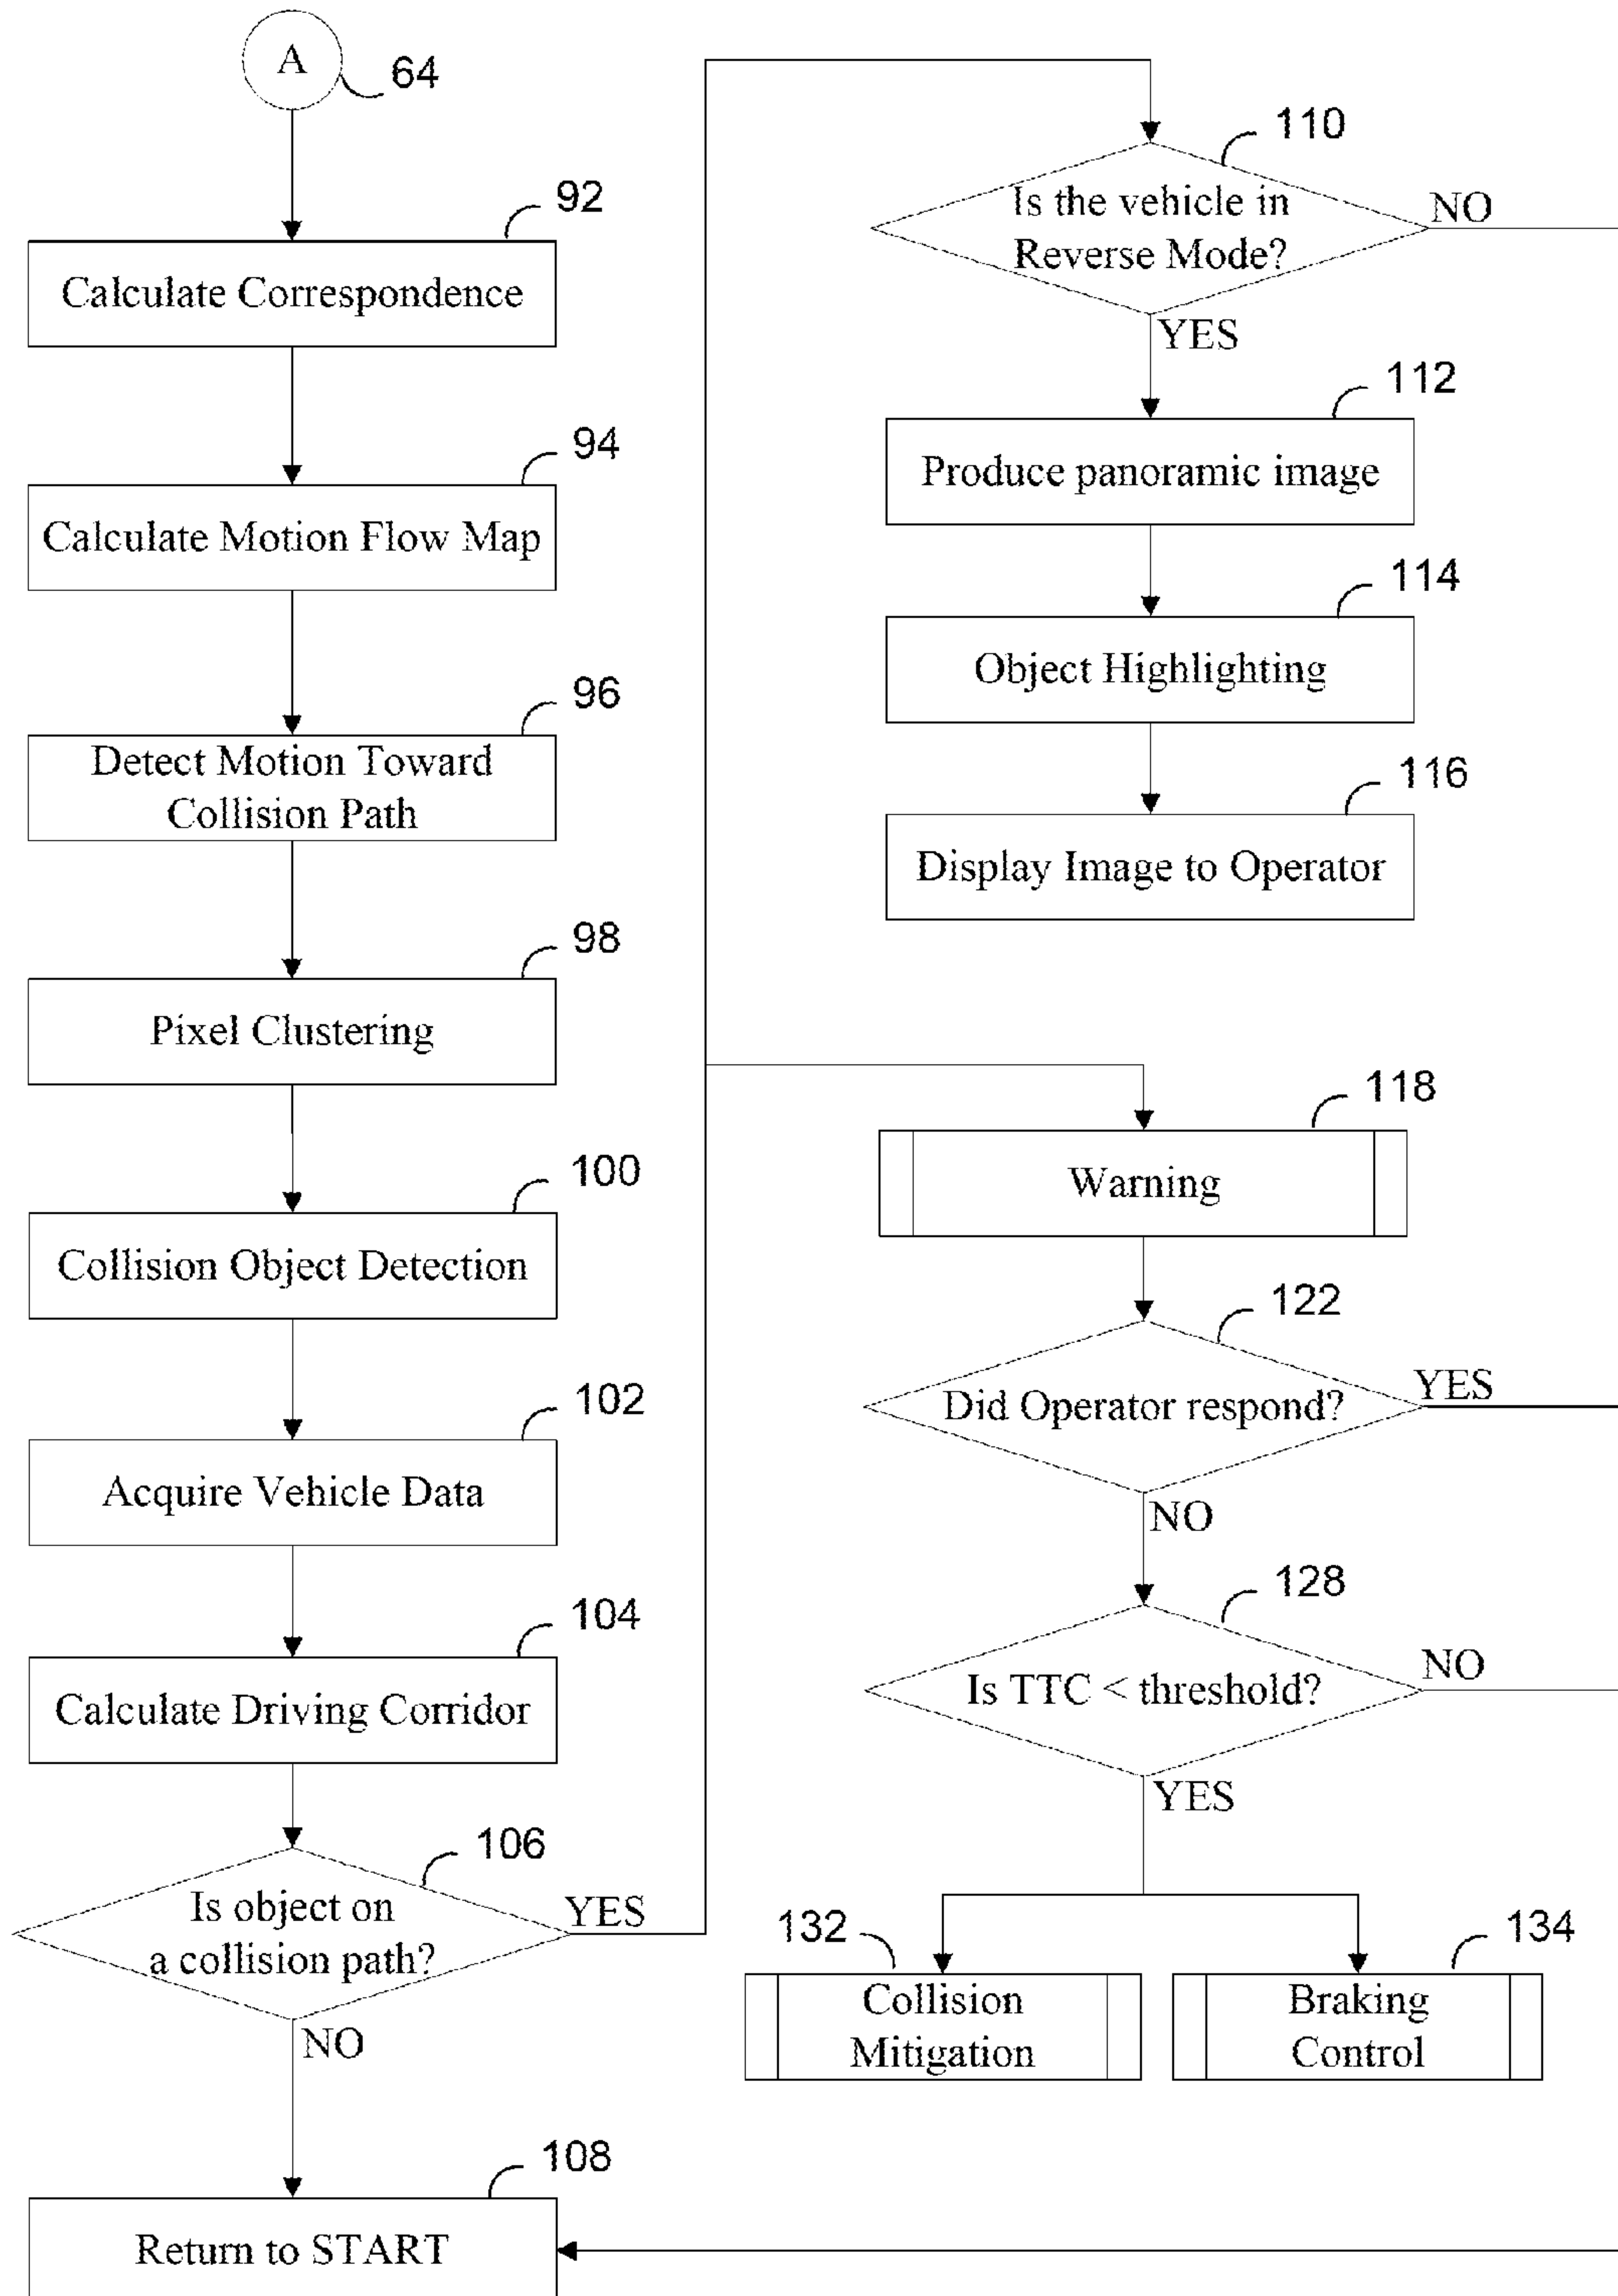 A
64
92
Calculate Correspondence
94
Calculate Motion Flow Map
96
Detect Motion Toward
Collision Path
98
Pixel Clustering
100
Collision Object Detection
102
Acquire Vehicle Data
104
Calculate Driving Corridor
106
Is object on
a collision path?
YES
NO
108
Return to START
110
Is the vehicle in
Reverse Mode?
NO
YES
112
Produce panoramic image
114
Object Highlighting
116
Display Image to Operator
118
Warning
122
Did Operator respond?
YES
NO
128
Is TTC < threshold?
NO
YES
132
Collision
Mitigation
134
Braking
Control